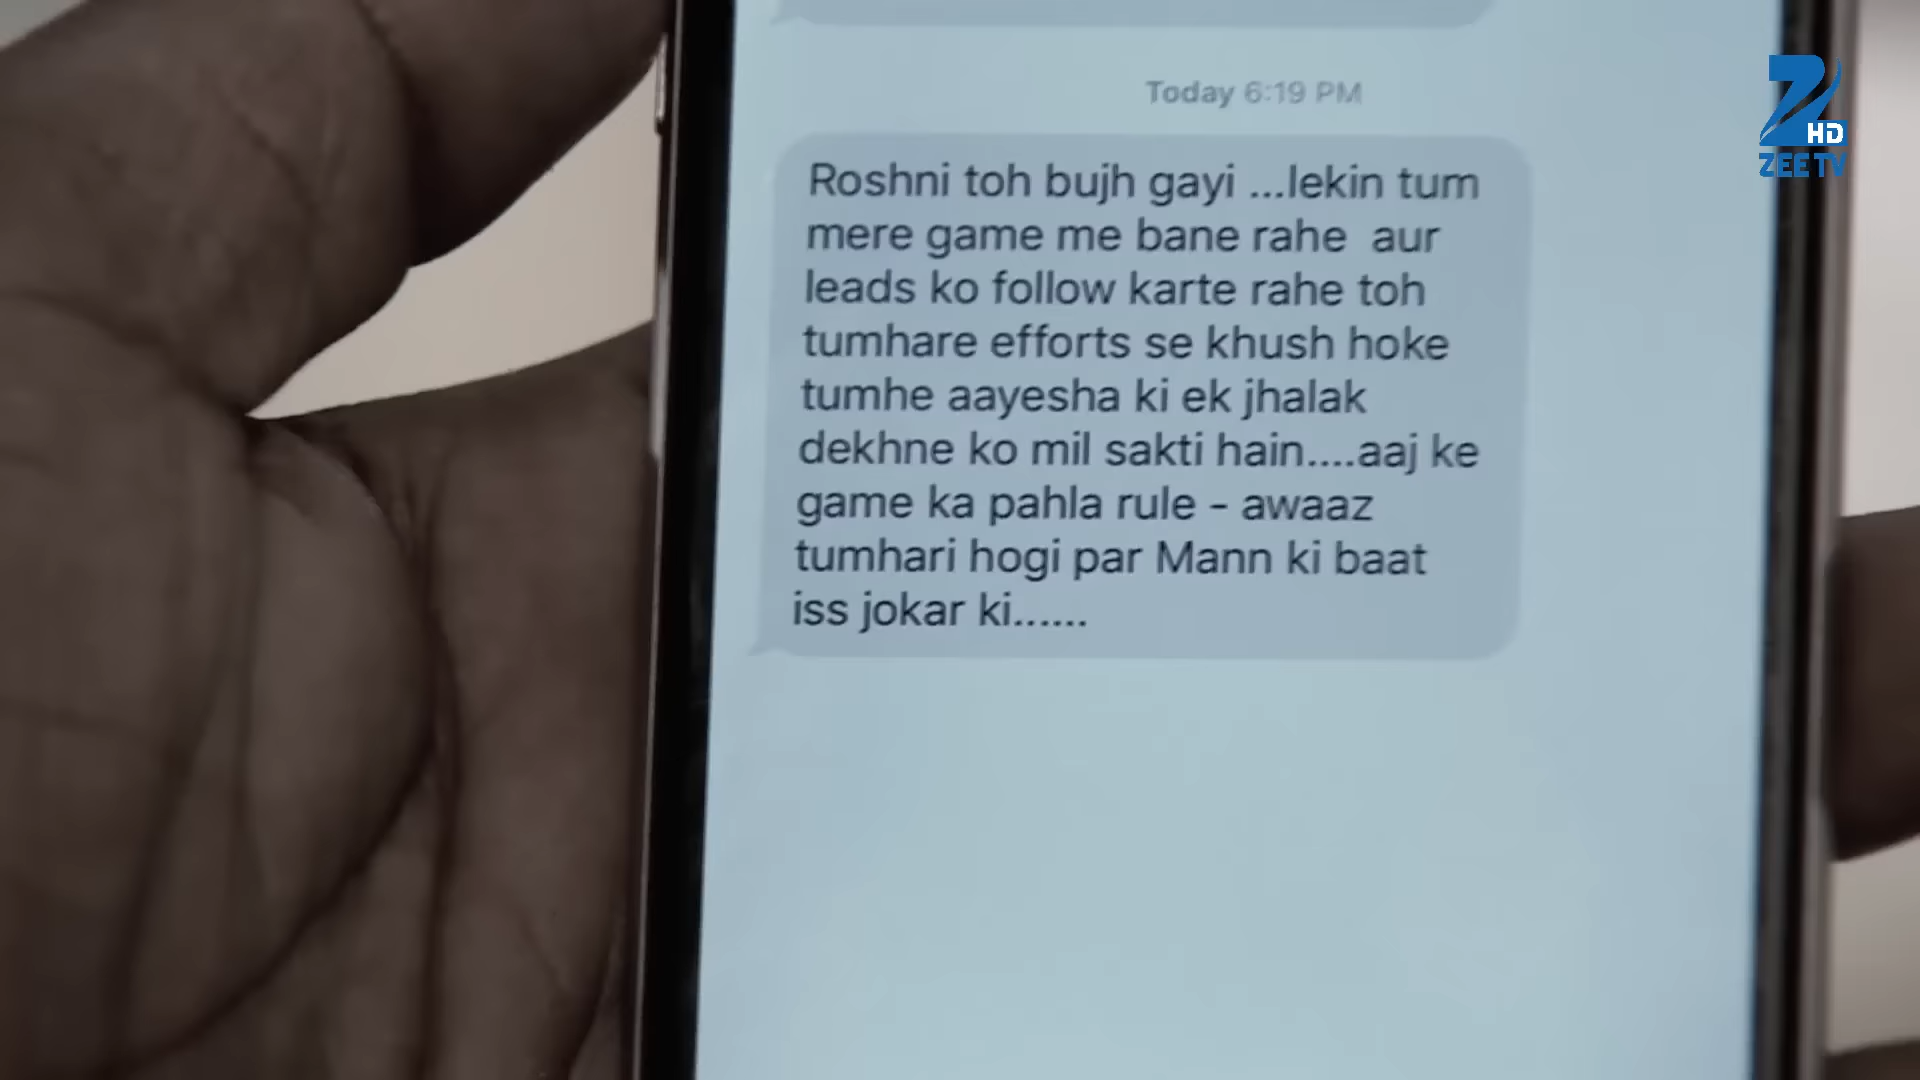 Today 6:19 PM
Roshni toh bujh gayi ...lekin tum
mere game me bane rahe  aur
leads ko follow karte rahe toh
tumhare efforts se khush hoke
tumhe aayesha ki ek jhalak
dekhne ko mil sakti hain....aaj ke
game ka pahla rule - awaaz
tumhari hogi par Mann ki baat
iss jokar ki......
HD
ZEE TV